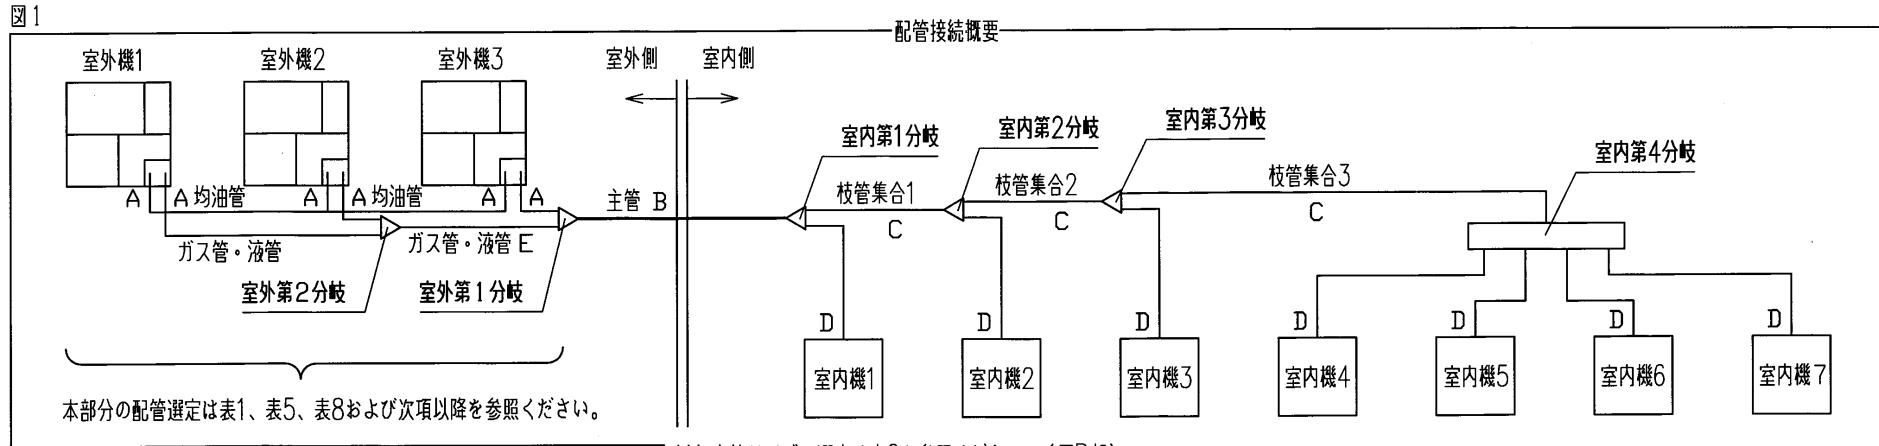 図1
配管接続概要
室外機1
室外機2
室外機3
室外側
室内側
室内第1分岐
室内第2分岐
室内第3分岐
室内第4分岐
A
A 均油管
A
A 均油管
A
A
主管 B
枝管集合1
C
枝管集合2
C
枝管集合3
C
ガス管・液管
ガス管・液管 E
室外第2分岐
室外第1分岐
D
D
D
D
D
D
D
室内機1
室内機2
室内機3
室内機4
室内機5
室内機6
室内機7
本部分の配管選定は表1、表5、表8および次項以降を参照ください。